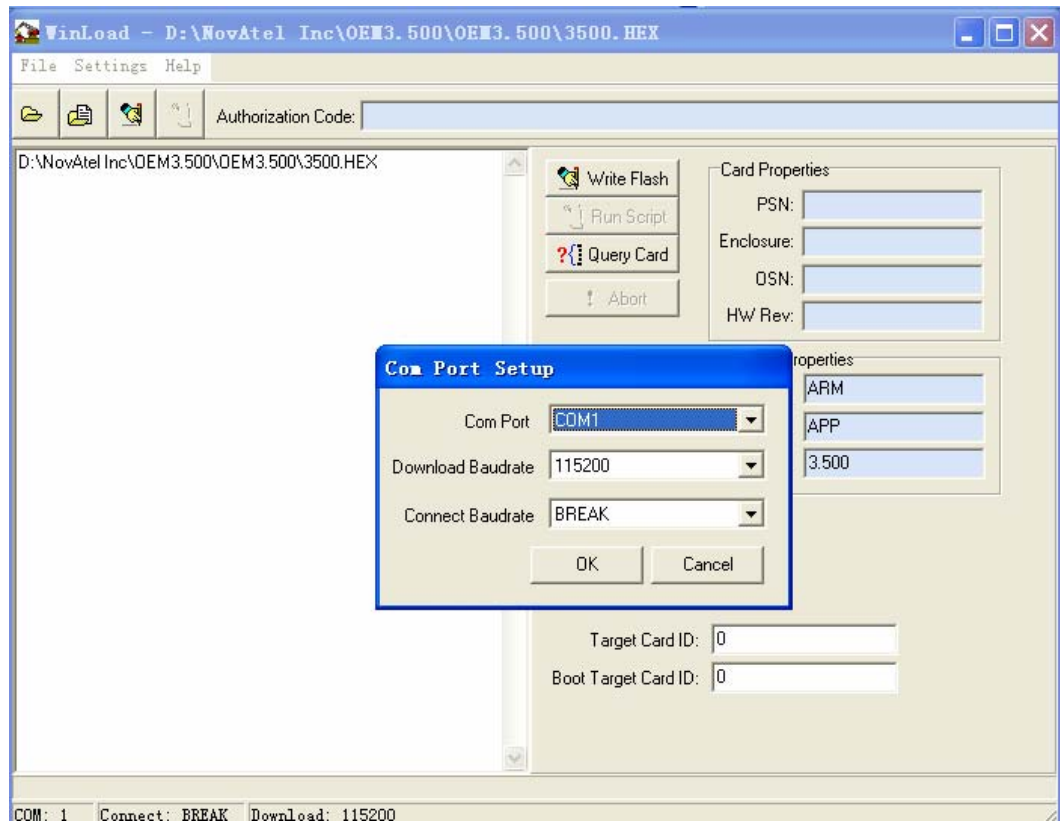 WinLoad - D:\NovAtel Inc\OEM3.500\OEM3.500\3500.HEX
File Settings Help
Authorization Code:
D:\NovAtel Inc\OEM3.500\OEM3.500\3500.HEX
Write Flash
Run Script
Query Card
Abort
Card Properties
PSN:
Enclosure:
OSN:
HW Rev:
roperties
ARM
APP
3.500
Com Port Setup
Com Port COM1
Download Baudrate 115200
Connect Baudrate BREAK
OK Cancel
Target Card ID: 0
Boot Target Card ID: 0
COM: 1 Connect: BREAK Download: 115200